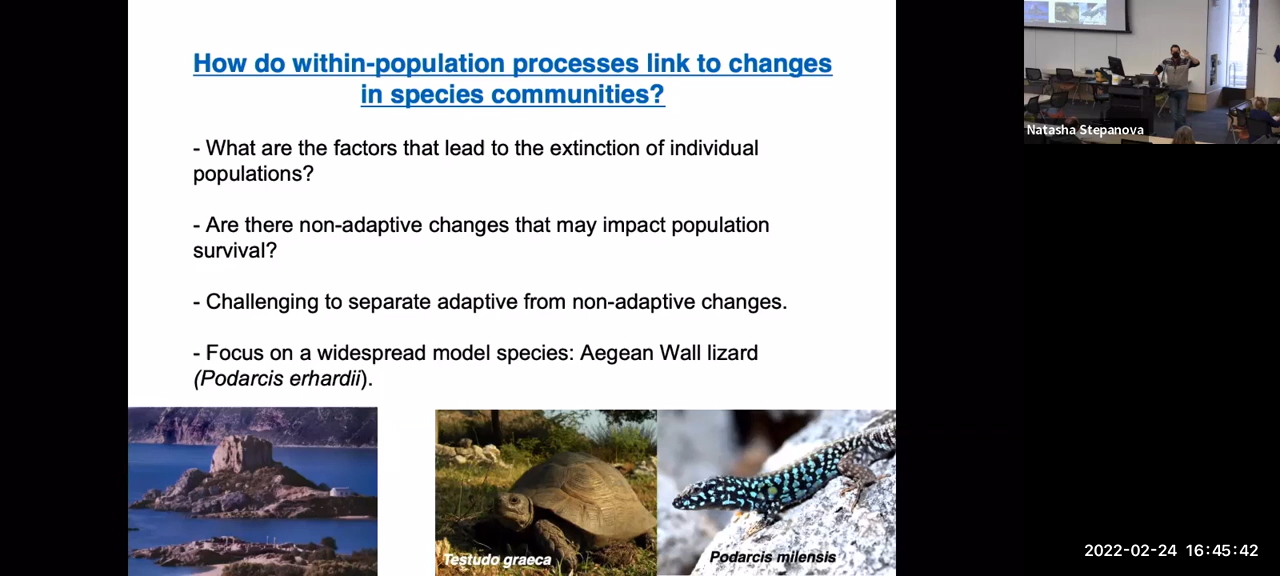 How do within-population processes link to changes
in species communities?
- What are the factors that lead to the extinction of individual
populations?
- Are there non-adaptive changes that may impact population
survival?
- Challenging to separate adaptive from non-adaptive changes.
- Focus on a widespread model species: Aegean Wall lizard
(Podarcis erhardii).
Testudo graeca
Podarcis milensis
Natasha Stepanova
2022-02-24 16:45:42